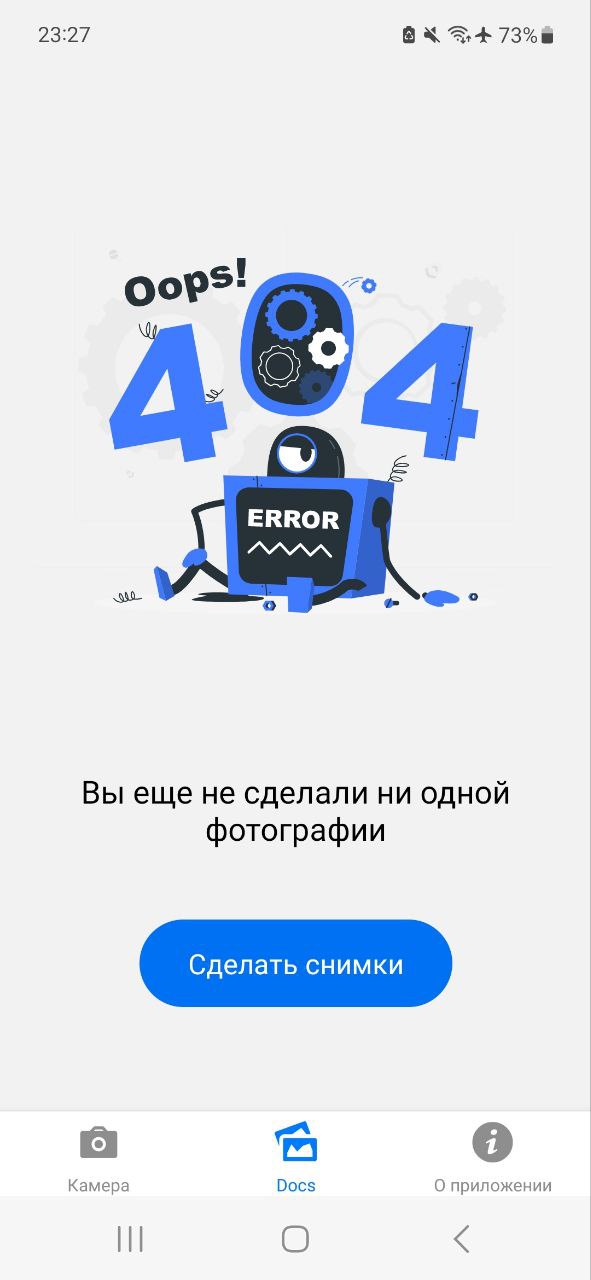 23:27
73%
Oops!
404
ERROR
Вы еще не сделали ни одной
фотографии
Сделать снимки
Камера
Docs
О приложении